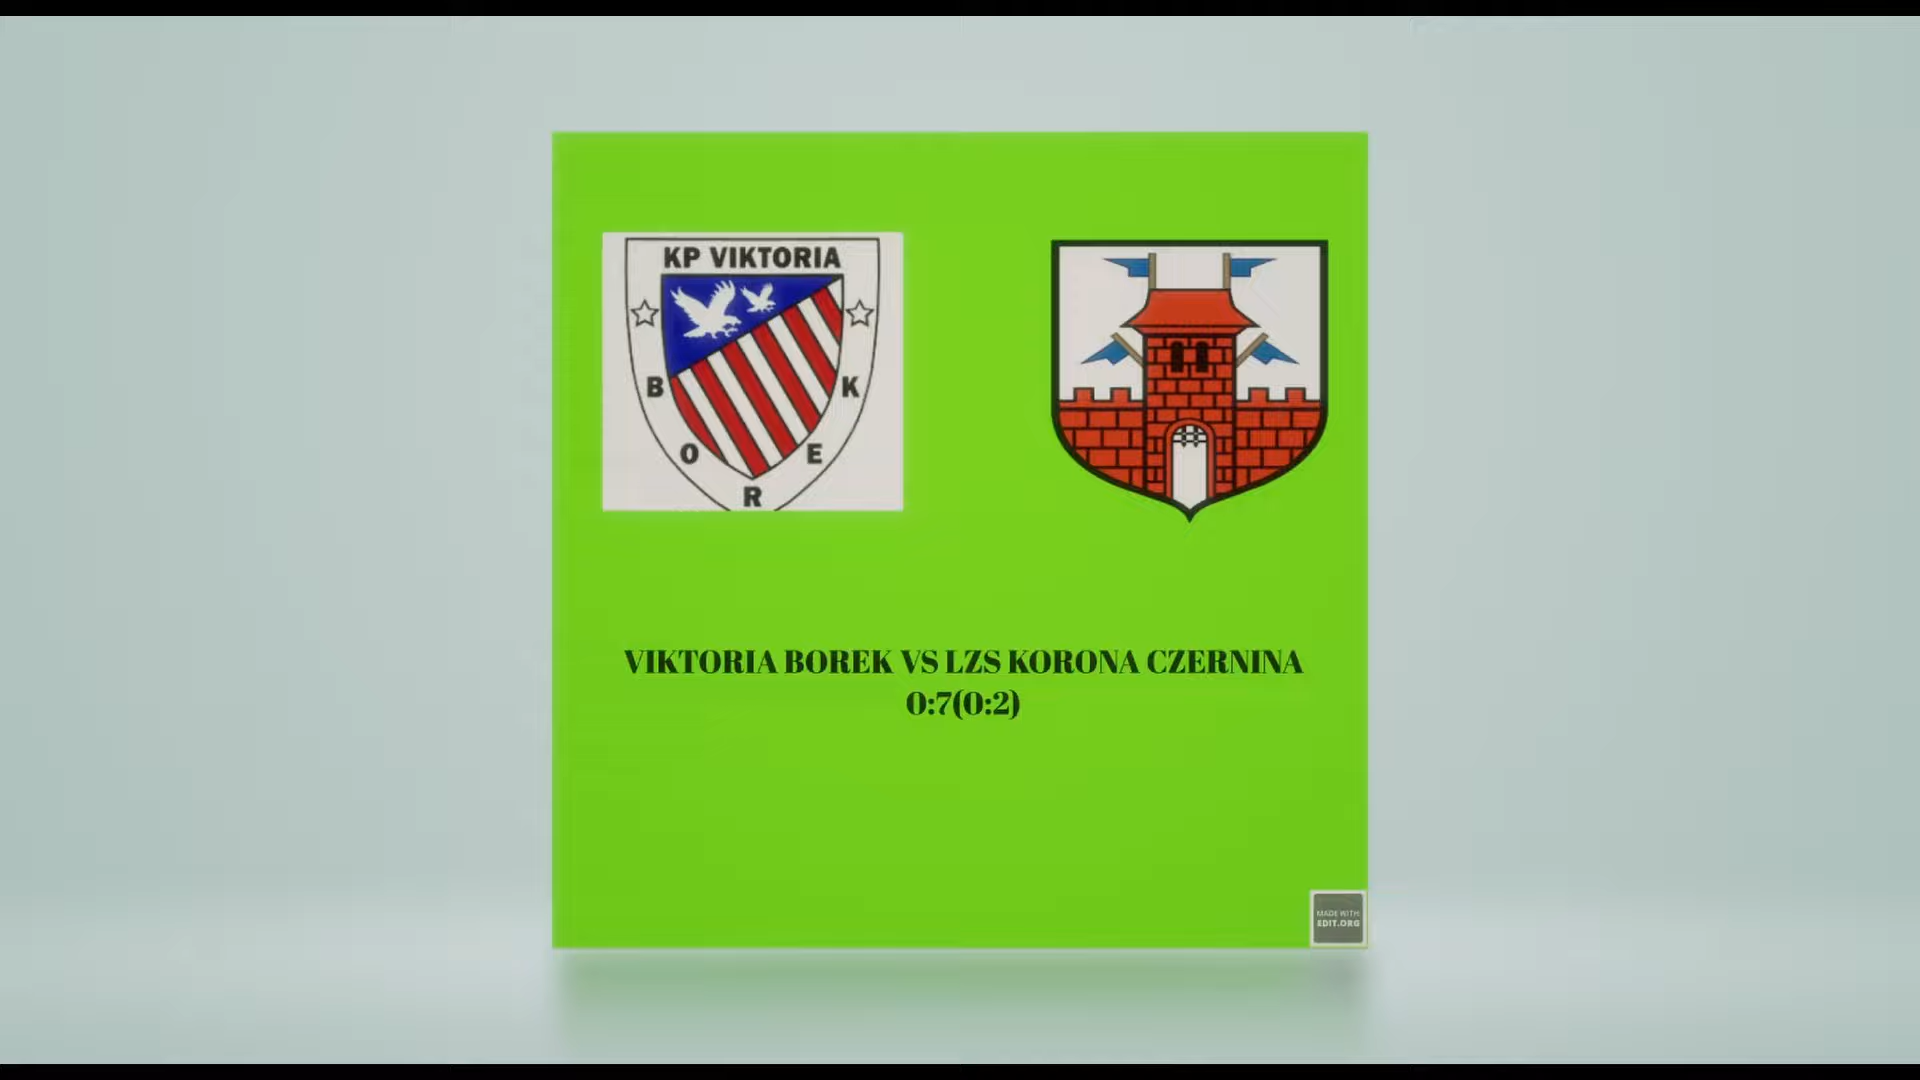 KP VIKTORIA
B O R E K
VIKTORIA BOREK VS LZS KORONA CZERNINA
0:7(0:2)
MADE WITH
EDIT.ORG